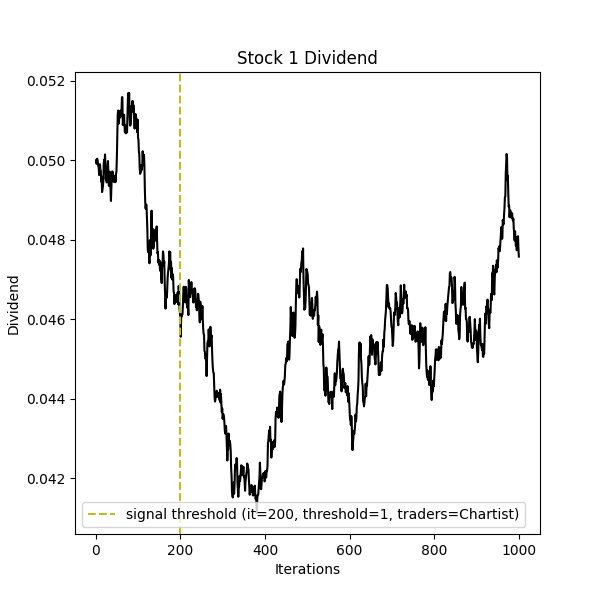 Stock 1 Dividend
0.052
0.050
0.048
0.046
0.044
0.042
Dividend
signal threshold (it=200, threshold=1, traders=Chartist)
0 200 400 600 800 1000
Iterations